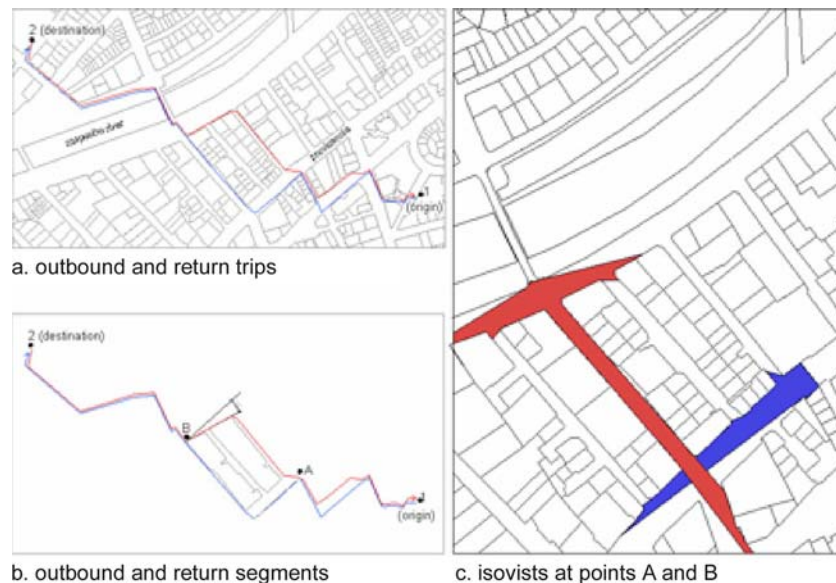 2 (destination)
1
(origin)
a. outbound and return trips
2 (destination)
B
A
1
(origin)
b. outbound and return segments
c. isovists at points A and B